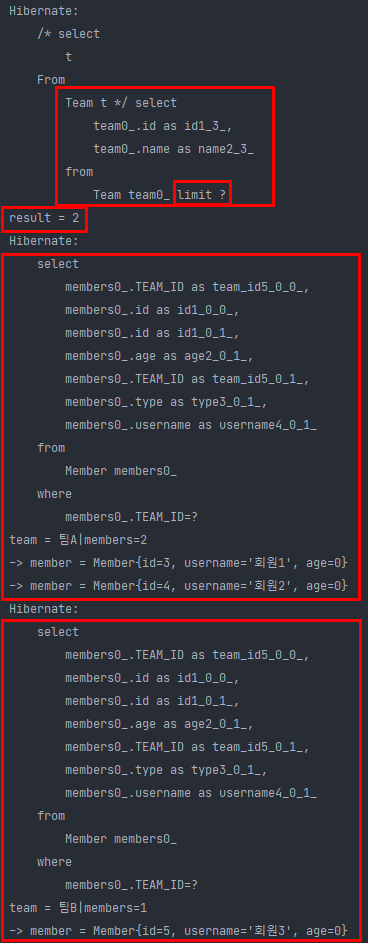 Hibernate:
    /* select
        t
    From
        Team t */ select
            team0_.id as id1_3_,
            team0_.name as name2_3_
        from
            Team team0_ limit ?
result = 2
Hibernate:
    select
        members0_.TEAM_ID as team_id5_0_0_,
        members0_.id as id1_0_0_,
        members0_.id as id1_0_1_,
        members0_.age as age2_0_1_,
        members0_.TEAM_ID as team_id5_0_1_,
        members0_.type as type3_0_1_,
        members0_.username as username4_0_1_
    from
        Member members0_
    where
        members0_.TEAM_ID=?
team = 팀A|members=2
-> member = Member{id=3, username='회원1', age=0}
-> member = Member{id=4, username='회원2', age=0}
Hibernate:
    select
        members0_.TEAM_ID as team_id5_0_0_,
        members0_.id as id1_0_0_,
        members0_.id as id1_0_1_,
        members0_.age as age2_0_1_,
        members0_.TEAM_ID as team_id5_0_1_,
        members0_.type as type3_0_1_,
        members0_.username as username4_0_1_
    from
        Member members0_
    where
        members0_.TEAM_ID=?
team = 팀B|members=1
-> member = Member{id=5, username='회원3', age=0}